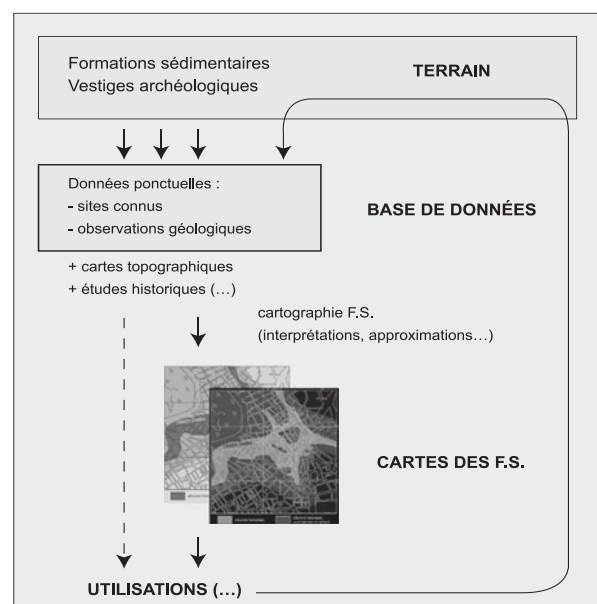 Formations sédimentaires
Vestiges archéologiques
TERRAIN
Données ponctuelles :
- sites connus
- observations géologiques
BASE DE DONNÉES
+ cartes topographiques
+ études historiques (…)
cartographie F.S.
(interprétations, approximations…)
CARTES DES F.S.
UTILISATIONS (…)